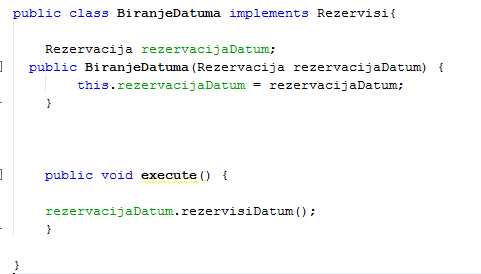 public class BiranjeDatuma implements Rezervisi{
Rezervacija rezervacijaDatum;
public BiranjeDatuma(Rezervacija rezervacijaDatum) {
this.rezervacijaDatum = rezervacijaDatum;
}
public void execute() {
rezervacijaDatum.rezervisiDatum();
}
}